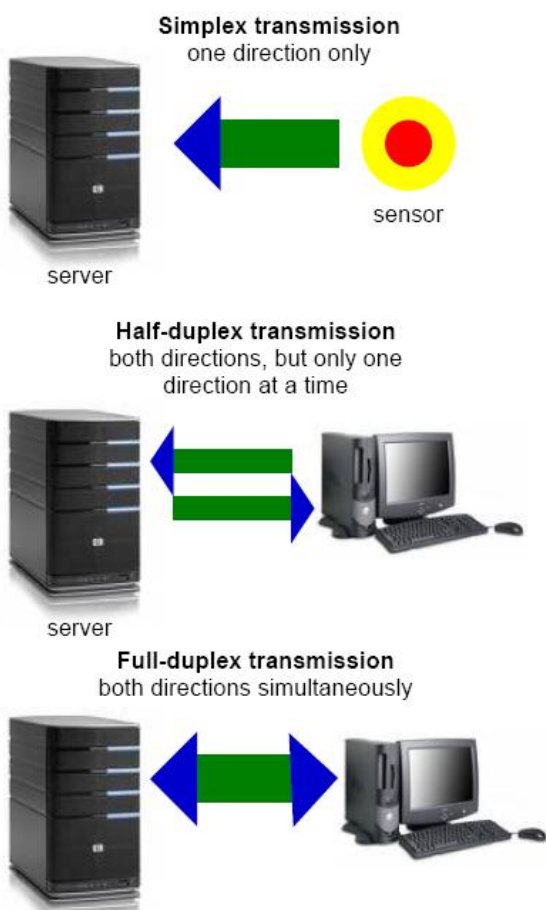 Simplex transmission
one direction only
sensor
server
Half-duplex transmission
both directions, but only one
direction at a time
server
Full-duplex transmission
both directions simultaneously